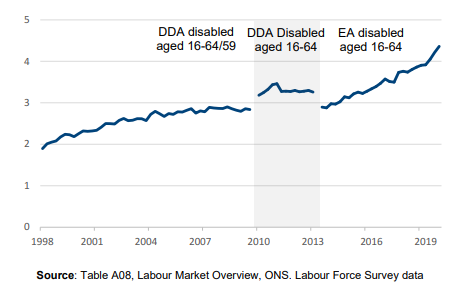 DDA disabled
aged 16-64/59
DDA Disabled
aged 16-64
EA disabled
aged 16-64
5
4
3
2
1
0
1998
2001
2004
2007
2010
2013
2016
2019
Source: Table A08, Labour Market Overview, ONS. Labour Force Survey data